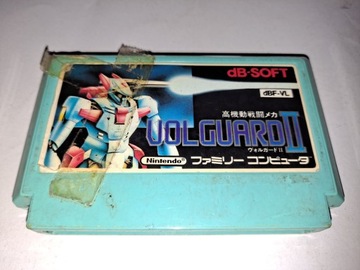 dB-SOFT
dBF-VL
高機動戦闘メカ
VOLGUARD II
ヴォルガードII
Nintendo ファミリー コンピュータ